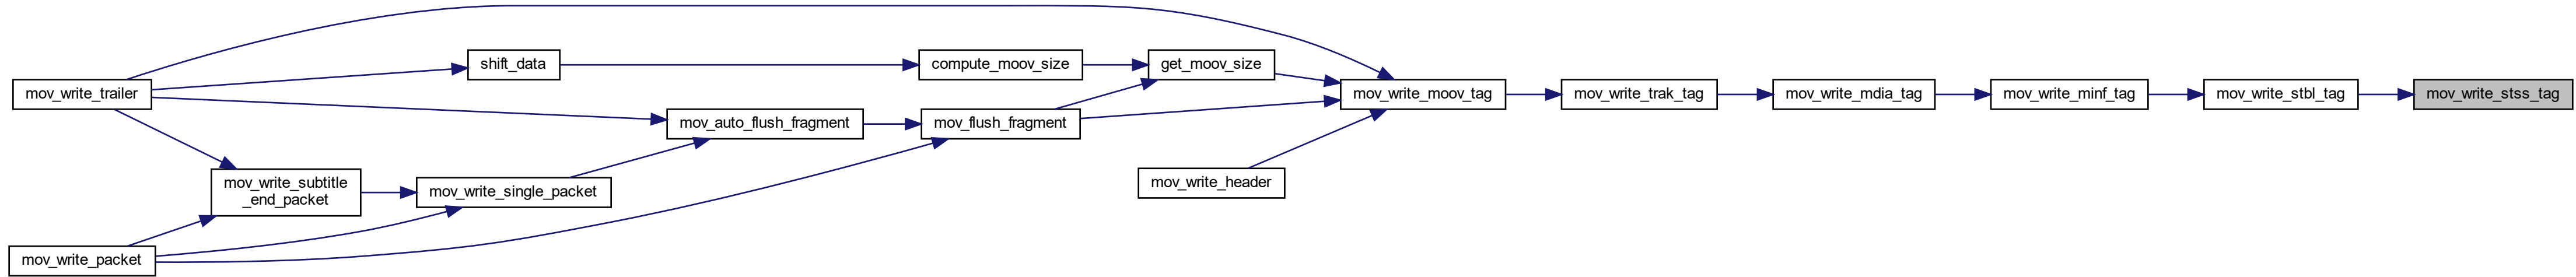 mov_write_trailer
shift_data
compute_moov_size
get_moov_size
mov_write_moov_tag
mov_write_trak_tag
mov_write_mdia_tag
mov_write_minf_tag
mov_write_stbl_tag
mov_write_stss_tag
mov_auto_flush_fragment
mov_flush_fragment
mov_write_subtitle
_end_packet
mov_write_single_packet
mov_write_header
mov_write_packet